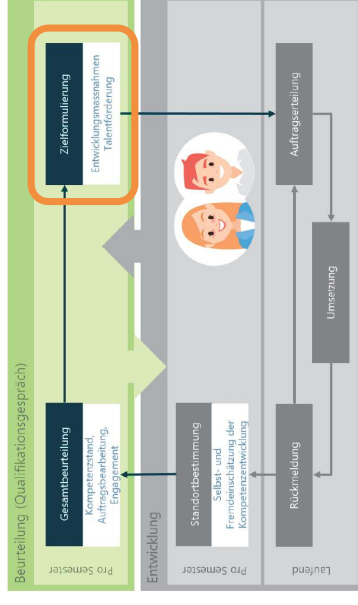 Beurteilung (Qualifikationsgespräch)
Pro Semester
Gesamtbeurteilung
Kompetenzstand,
Auftragsbearbeitung,
Engagement
Zielformulierung
Entwicklungsmassnahmen
Talentförderung
Entwicklung
Pro Semester
Standortbestimmung
Selbst- und
Fremdeinschätzung der
Kompetenzentwicklung
Laufend
Rückmeldung
Umsetzung
Auftragserteilung